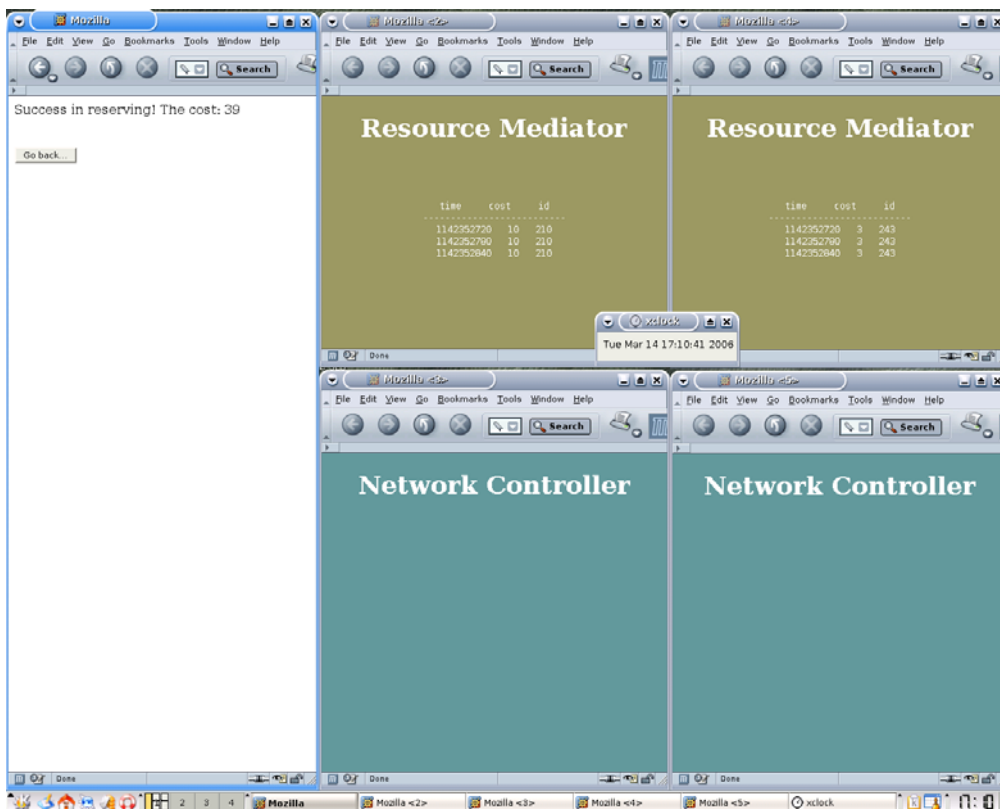 Mozilla
File Edit View Go Bookmarks Tools Window Help
Search
Success in reserving! The cost: 39
Go back...
Done
Mozilla <2>
File Edit View Go Bookmarks Tools Window Help
Search
Resource Mediator
time cost id
-----------------------
1142352720 10 210
1142352780 10 210
1142352840 10 210
Done
Mozilla <4>
File Edit View Go Bookmarks Tools Window Help
Search
Resource Mediator
time cost id
-----------------------
1142352720 3 243
1142352780 3 243
1142352840 3 243
xclock
Tue Mar 14 17:10:41 2006
Mozilla <3>
File Edit View Go Bookmarks Tools Window Help
Search
Network Controller
Done
Mozilla <5>
File Edit View Go Bookmarks Tools Window Help
Search
Network Controller
Done
2 3 4 Mozilla Mozilla <2> Mozilla <3> Mozilla <4> Mozilla <5> xclock